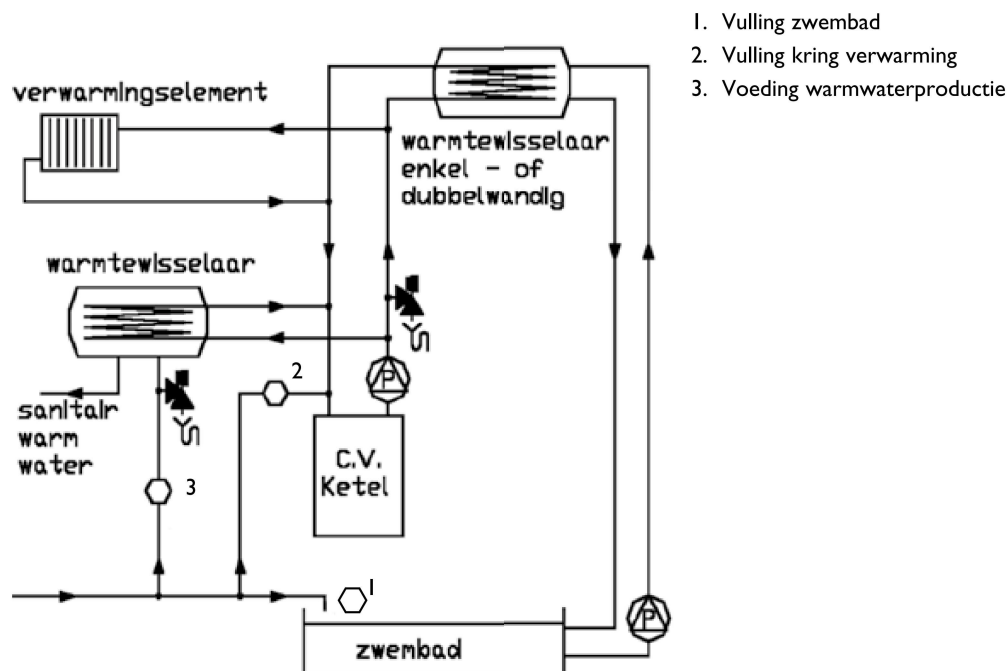 1. Vulling zwembad
2. Vulling kring verwarming
3. Voeding warmwaterproductie
verwarmingselement
warmtewisselaar
enkel - of
dubbelwandig
warmtewisselaar
2
P
sanitair
warm
water
C.V.
Ketel
3
1
P
zwembad